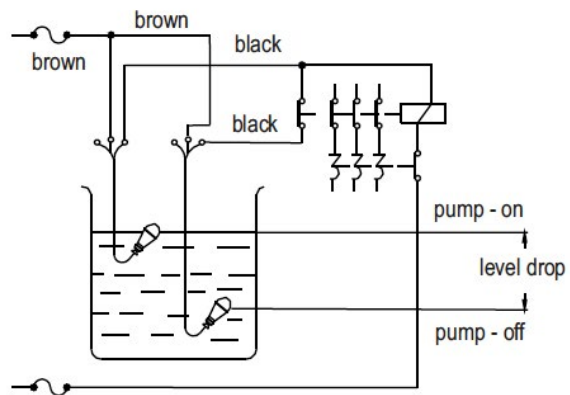 brown
brown
black
black
pump - on
level drop
pump - off